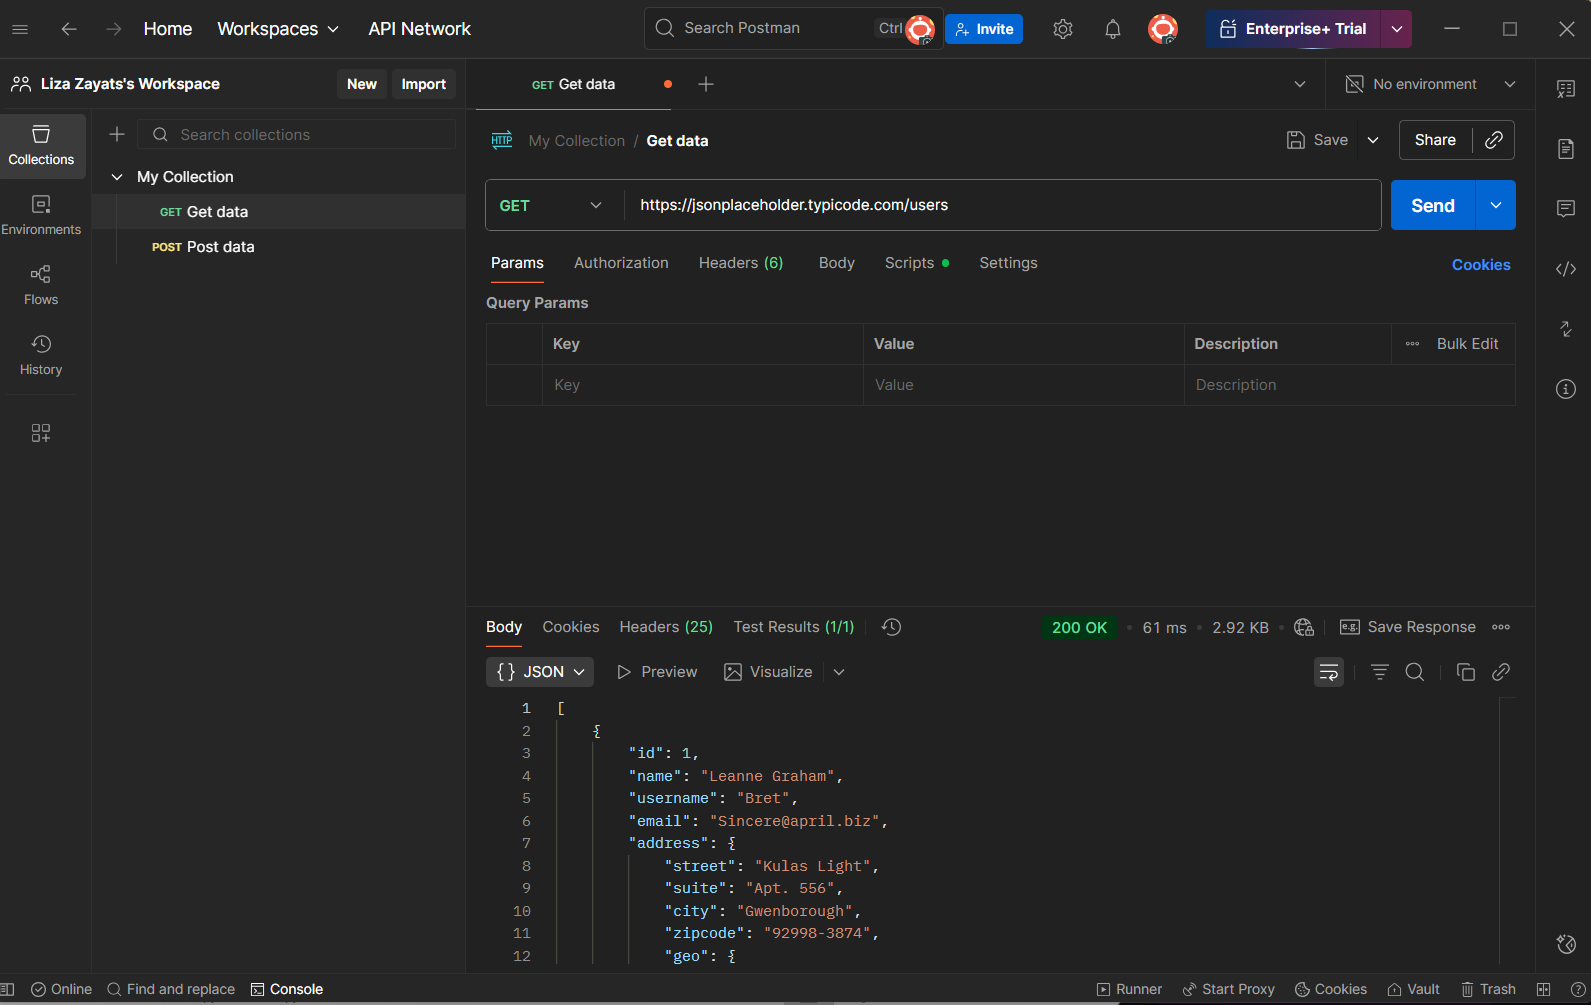 Home Workspaces API Network Search Postman Ctrl Invite Enterprise+ Trial
Liza Zayats's Workspace New Import GET Get data No environment
Search collections
My Collection / Get data Save Share
Collections
My Collection
GET Get data
GET https://jsonplaceholder.typicode.com/users Send
Environments
POST Post data
Params Authorization Headers (6) Body Scripts Settings Cookies
Flows
Query Params
Key Value Description Bulk Edit
History
Key Value Description
Body Cookies Headers (25) Test Results (1/1) 200 OK 61 ms 2.92 KB e.g. Save Response
{} JSON Preview Visualize
1 [
2 {
3 "id": 1,
4 "name": "Leanne Graham",
5 "username": "Bret",
6 "email": "Sincere@april.biz",
7 "address": {
8 "street": "Kulas Light",
9 "suite": "Apt. 556",
10 "city": "Gwenborough",
11 "zipcode": "92998-3874",
12 "geo": {
Online Find and replace Console Runner Start Proxy Cookies Vault Trash